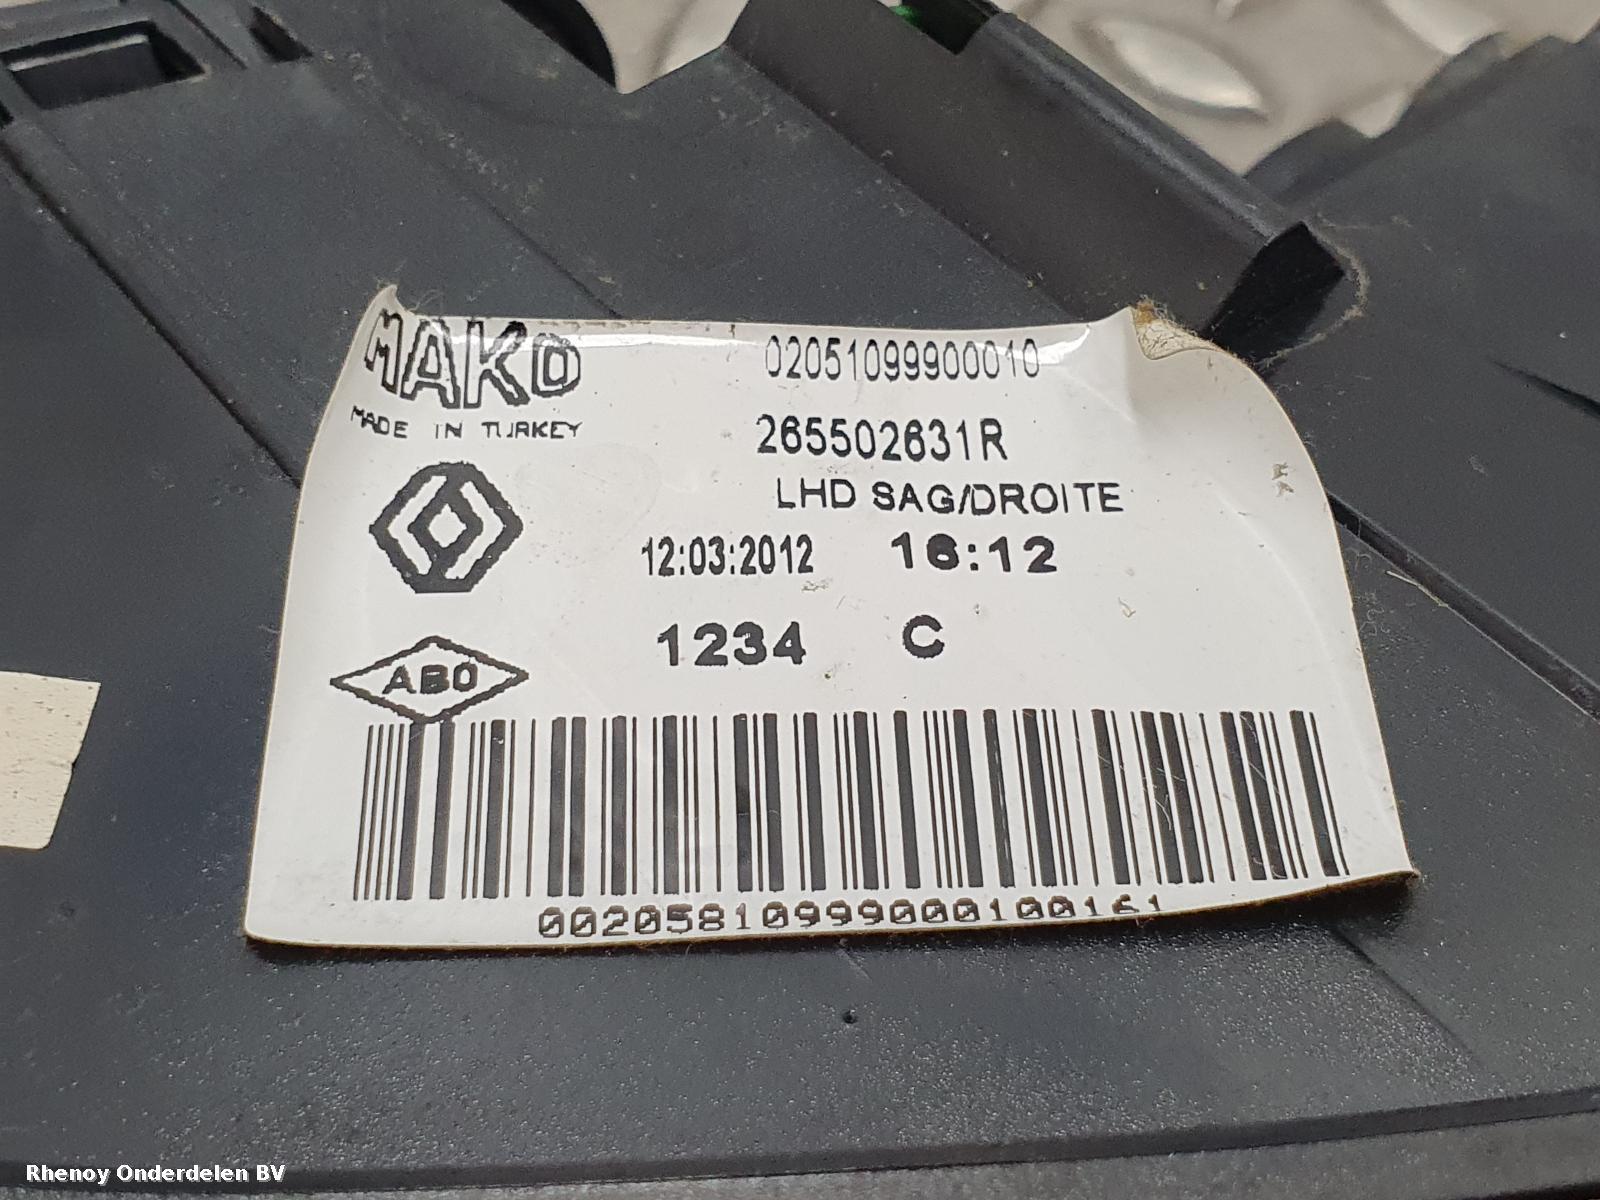 MAKO
02051099900010
MADE IN TURKEY
265502631R
LHD SAG/DROITE
12:03:2012 16:12
1234 C
ABO
00205810999000100161
Rhenoy Onderdelen BV